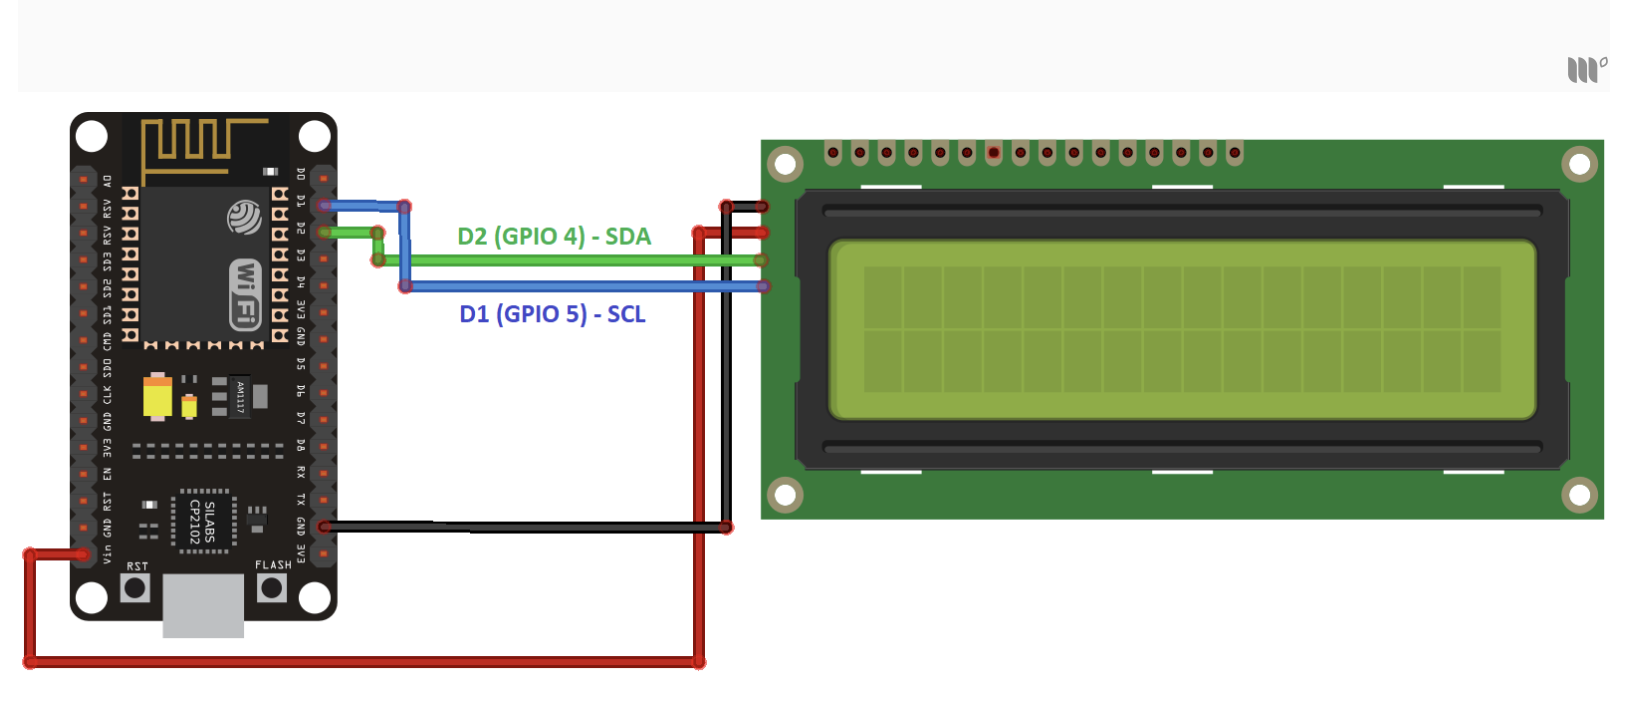 D2 (GPIO 4) - SDA
D1 (GPIO 5) - SCL
A0
RSV
RSV
SD3
SD2
SD1
CMD
SD0
CLK
GND
3V3
EN
RST
GND
Vin
D0
D1
D2
D3
D4
3V3
GND
D5
D6
D7
D8
RX
TX
GND
3V3
WiFi
AM1117
SILABS
CP2102
RST
FLASH